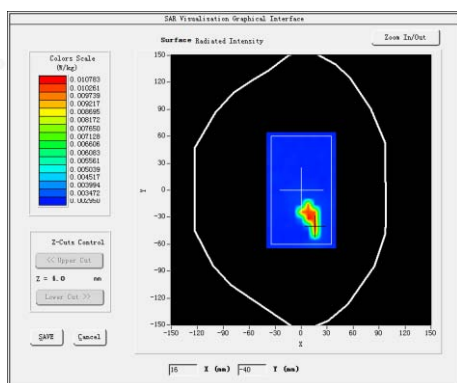 SAR Visualisation Graphical Interface
Surface Radiated Intensity
Zoom In/Out
Colors Scale
(W/kg)
0.010783
0.010261
0.009739
0.009217
0.008695
0.008172
0.007650
0.007128
0.006606
0.006083
0.005561
0.005039
0.004517
0.003994
0.003472
0.002950
150
120
90
60
30
0
-30
-60
-90
-120
-150
Y
-150 -120 -90 -60 -30 0 30 60 90 120 150
X
Z-Cuts Control
<< Upper Cut
Z = 4.0 mm
Lower Cut >>
SAVE Cancel
16 X (mm) -40 Y (mm)